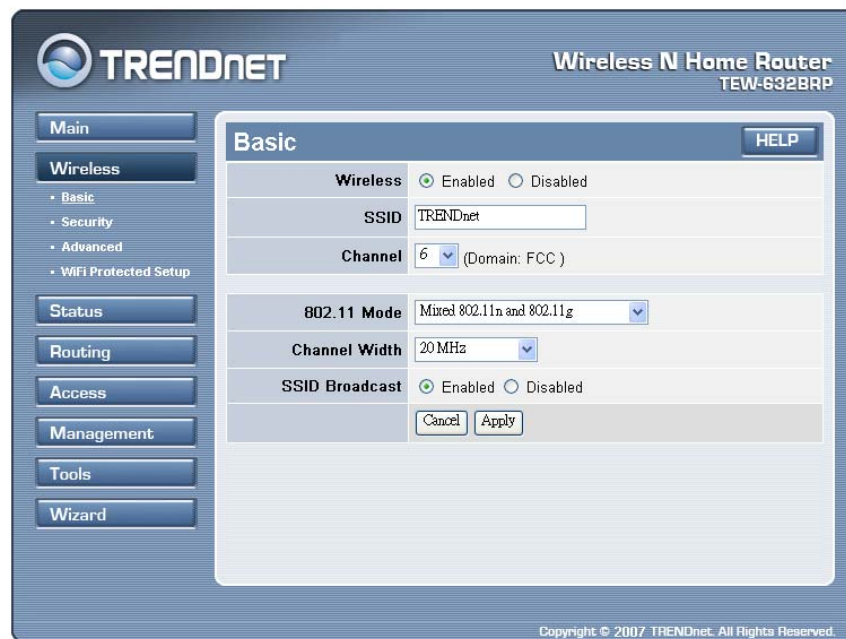 TRENDnet
Wireless N Home Router
TEW-632BRP
Main
Wireless
Basic
Security
Advanced
WiFi Protected Setup
Status
Routing
Access
Management
Tools
Wizard
Basic
HELP
Wireless Enabled Disabled
SSID TRENDnet
Channel 6 (Domain: FCC )
802.11 Mode Mixed 802.11n and 802.11g
Channel Width 20 MHz
SSID Broadcast Enabled Disabled
Cancel Apply
Copyright © 2007 TRENDnet. All Rights Reserved.